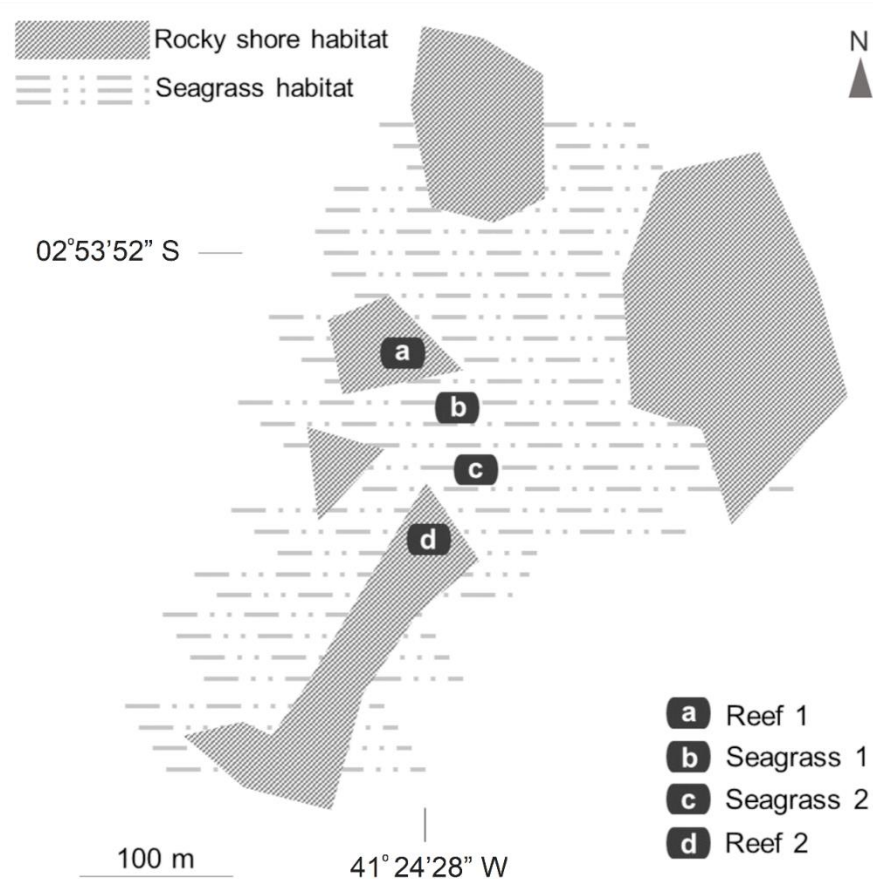 Rocky shore habitat
N
Seagrass habitat
02°53’52” S
a
b
c
d
a Reef 1
b Seagrass 1
c Seagrass 2
d Reef 2
100 m
41° 24’28” W